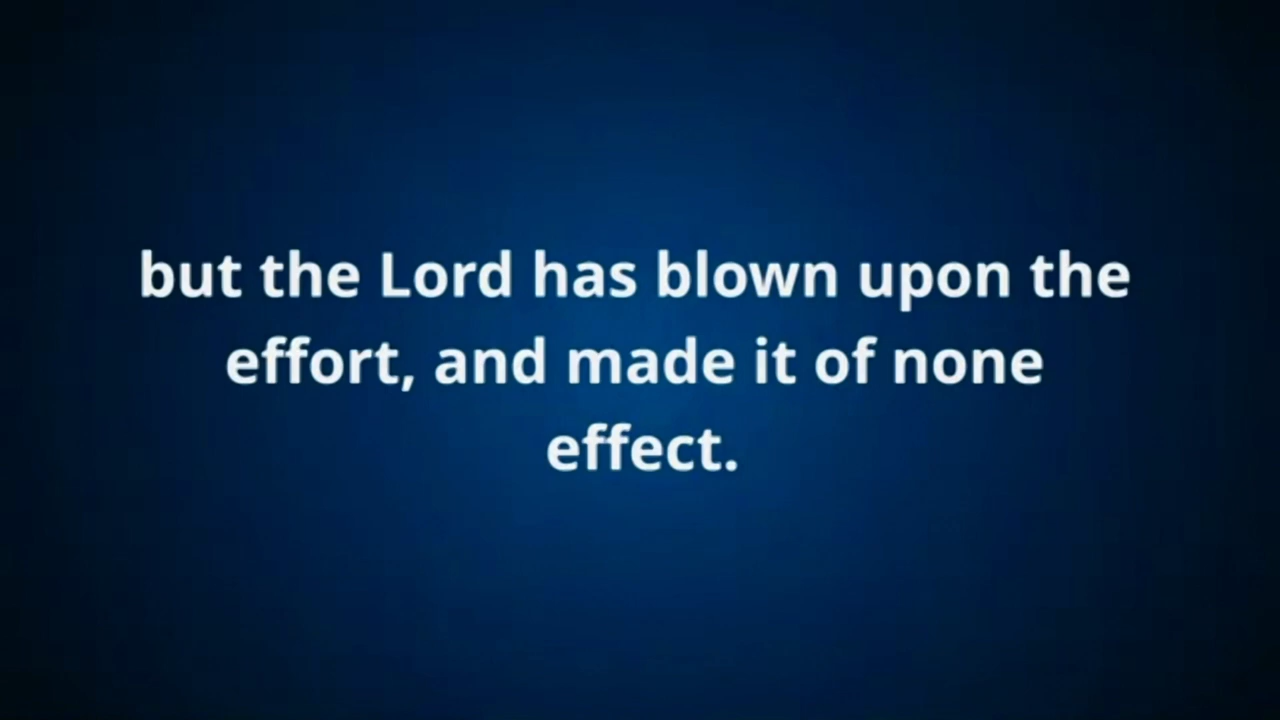 but the Lord has blown upon the
effort, and made it of none
effect.